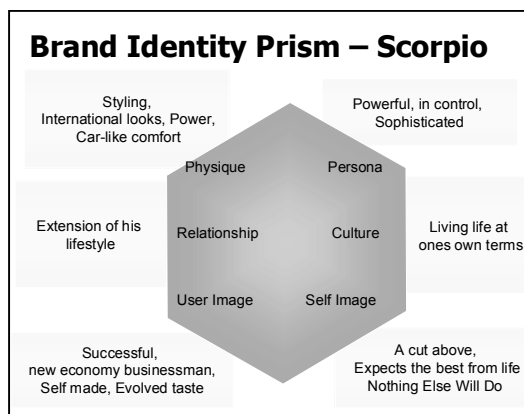 Brand Identity Prism – Scorpio
Styling,
International looks, Power,
Car-like comfort
Powerful, in control,
Sophisticated
Physique
Persona
Extension of his
lifestyle
Relationship
Culture
Living life at
ones own terms
User Image
Self Image
Successful,
new economy businessman,
Self made, Evolved taste
A cut above,
Expects the best from life
Nothing Else Will Do